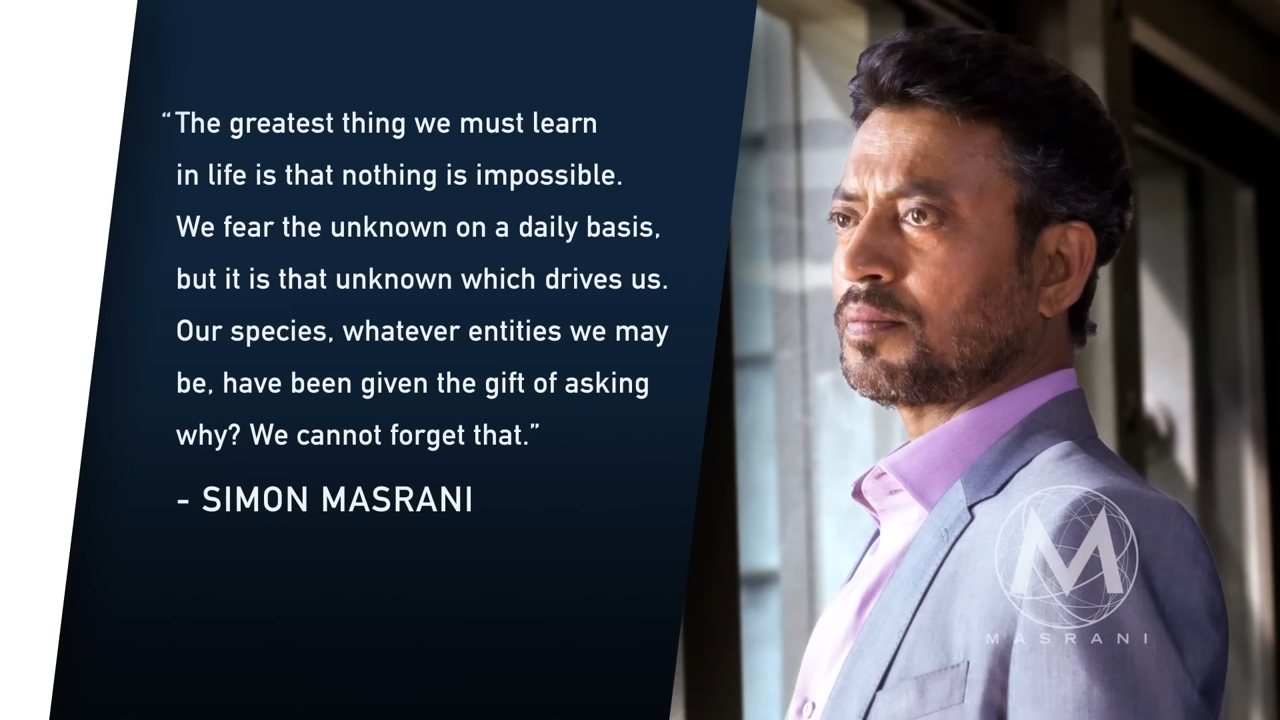 “The greatest thing we must learn
in life is that nothing is impossible.
We fear the unknown on a daily basis,
but it is that unknown which drives us.
Our species, whatever entities we may
be, have been given the gift of asking
why? We cannot forget that.”
- SIMON MASRANI
M
MASRANI